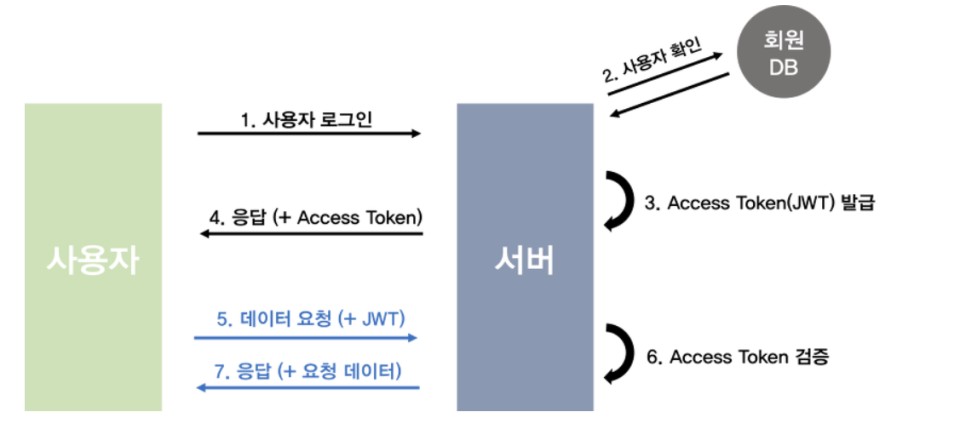 회원
DB
2. 사용자 확인
1. 사용자 로그인
3. Access Token(JWT) 발급
4. 응답 (+ Access Token)
사용자
서버
5. 데이터 요청 (+ JWT)
6. Access Token 검증
7. 응답 (+ 요청 데이터)